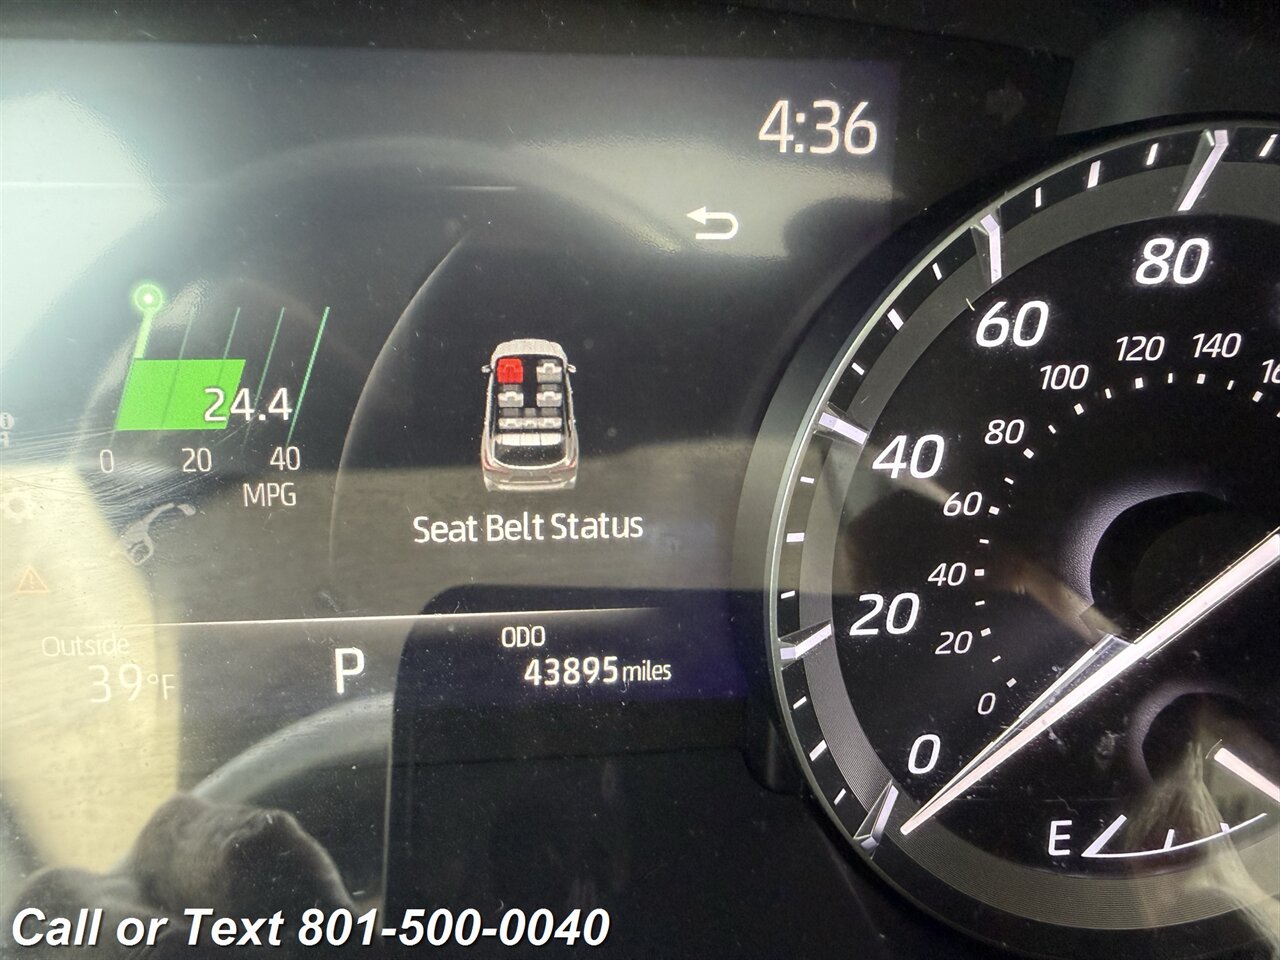 4:36
24.4
0 20 40
MPG
Seat Belt Status
Outside
39°F
P
ODO
43895 miles
80
60
40
20
0
140
120
100
80
60
40
20
0
E
Call or Text 801-500-0040